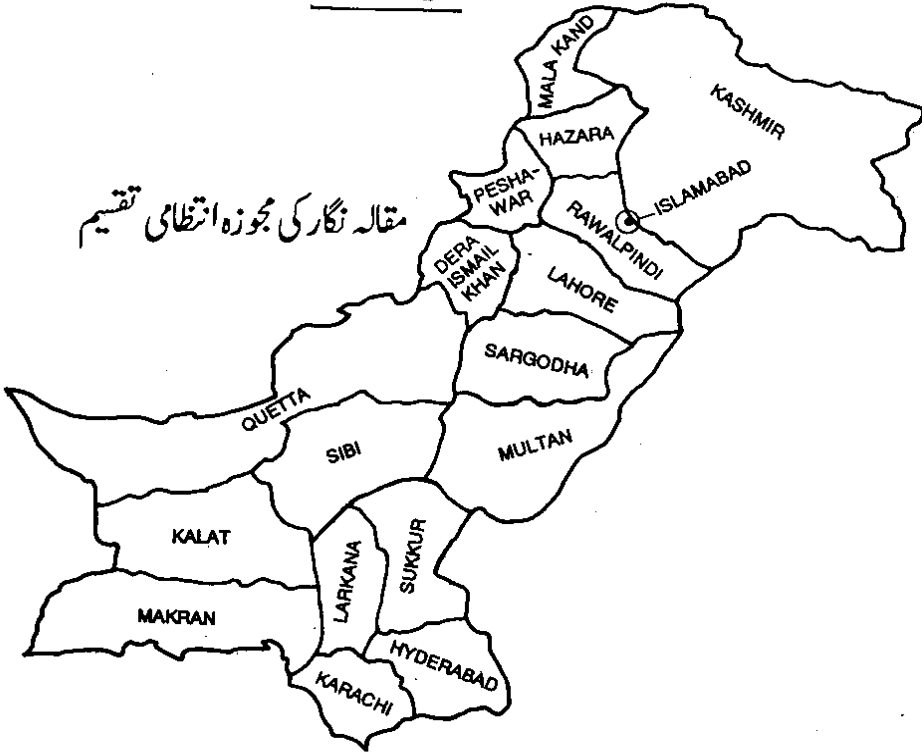 MALA KAND
KASHMIR
HAZARA
PESHA-
WAR
ISLAMABAD
RAWALPINDI
مقالہ نگار کی مجوزہ انتظامی تقسیم
DERA
ISMAIL
KHAN
LAHORE
SARGODHA
QUETTA
SIBI
MULTAN
KALAT
LARKANA
SUKKUR
MAKRAN
HYDERABAD
KARACHI